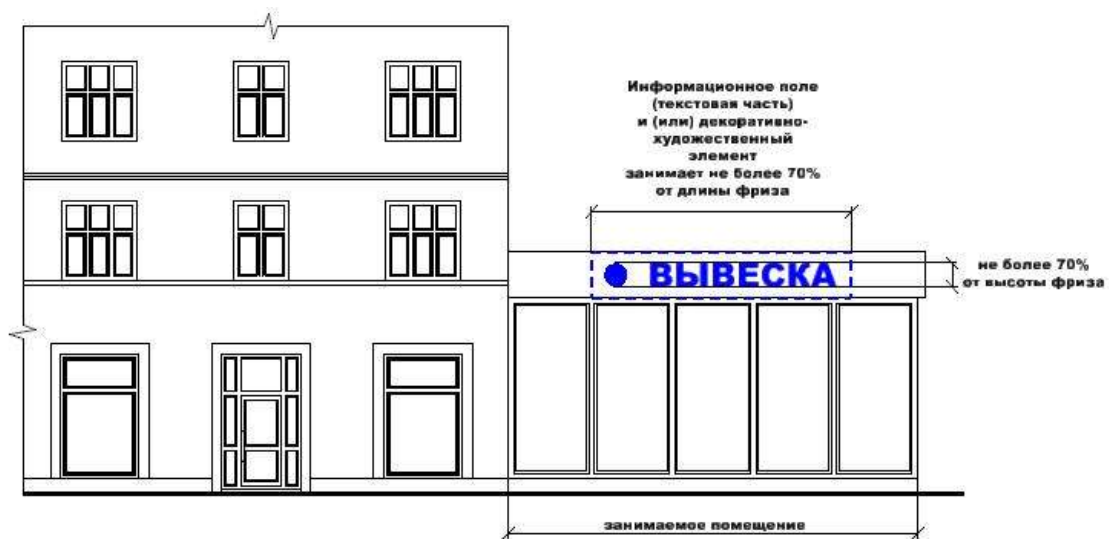 Информационное поле
(текстовая часть)
и (или) декоративно-
художественный
элемент
занимает не более 70%
от длины фриза
ВЫВЕСКА
не более 70%
от высоты фриза
занимаемое помещение